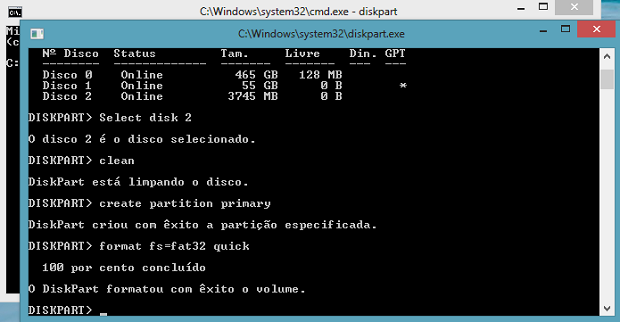 C:\Windows\system32\cmd.exe - diskpart
C:\Windows\system32\diskpart.exe
Mi
(c
C:
Nº Disco Status Tam. Livre Din. GPT
-------- ------------- ------- ------- --- ---
Disco 0 Online 465 GB 128 MB
Disco 1 Online 55 GB 0 B *
Disco 2 Online 3745 MB 0 B
DISKPART> Select disk 2
O disco 2 é o disco selecionado.
DISKPART> clean
DiskPart está limpando o disco.
DISKPART> create partition primary
DiskPart criou com êxito a partição especificada.
DISKPART> format fs=fat32 quick
100 por cento concluído
O DiskPart formatou com êxito o volume.
DISKPART> _